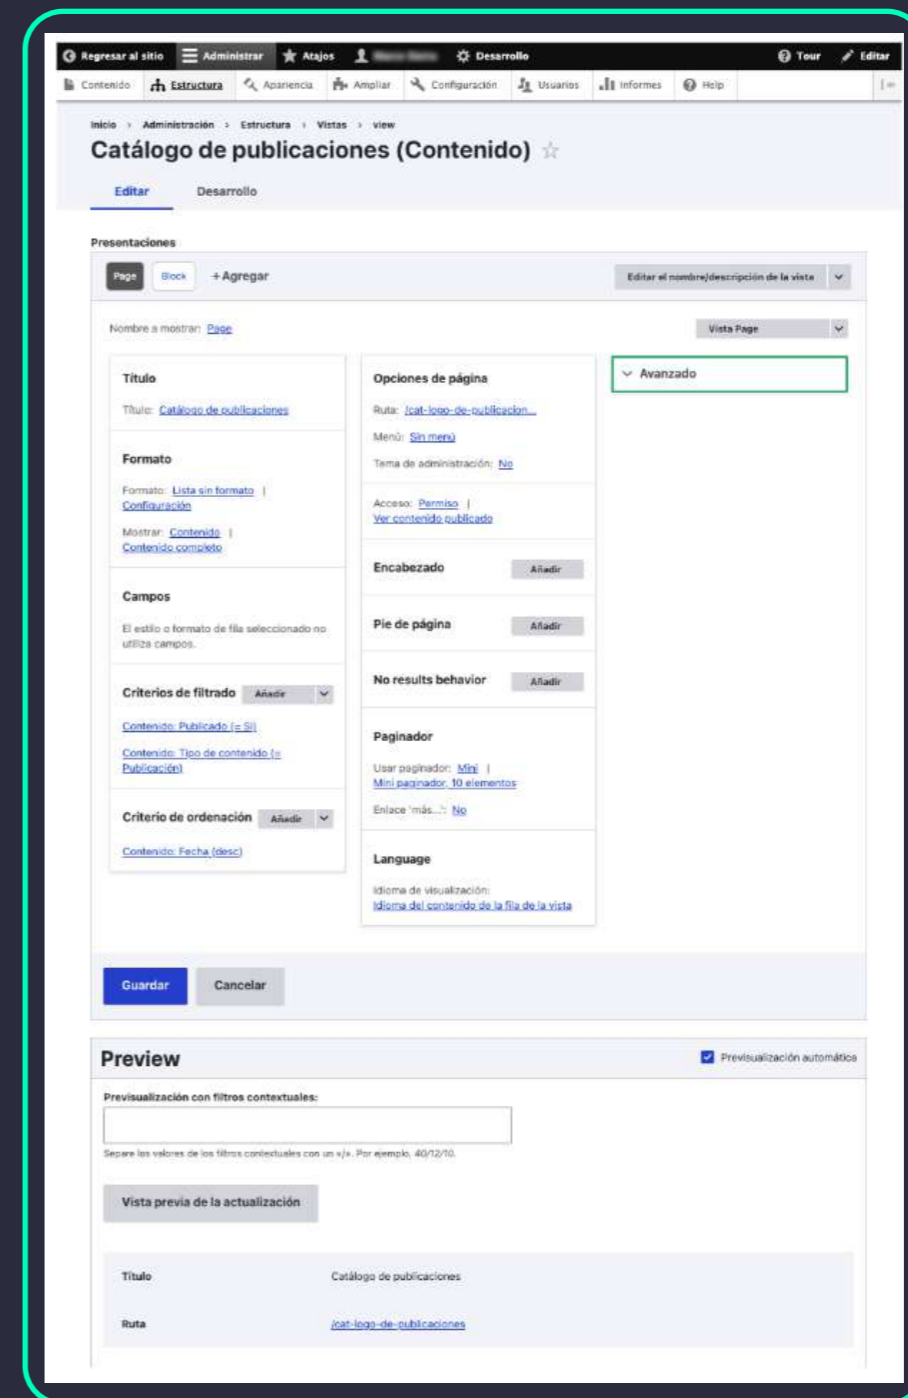 Regresar al sitio Administrar Atajos Desarrollo Tour Editar
Contenido Estructura Apariencia Ampliar Configuración Usuarios Informes Help
Inicio › Administración › Estructura › Vistas › view
Catálogo de publicaciones (Contenido)
Editar Desarrollo
Presentaciones
Page Block +Agregar Editar el nombre/descripción de la vista
Nombre a mostrar: Page Vista Page
Título
Título: Catálogo de publicaciones
Formato
Formato: Lista sin formato |
Configuración
Mostrar: Contenido |
Contenido completo
Campos
El estilo o formato de fila seleccionado no
utiliza campos.
Criterios de filtrado Añadir
Contenido: Publicado (= Sí)
Contenido: Tipo de contenido (=
Publicación)
Criterio de ordenación Añadir
Contenido: Fecha (desc)
Opciones de página
Ruta: /cat-logo-de-publicacion...
Menú: Sin menú
Tema de administración: No
Acceso: Permiso |
Ver contenido publicado
Encabezado Añadir
Pie de página Añadir
No results behavior Añadir
Paginador
Usar paginador: Mini |
Mini paginador, 10 elementos
Enlace 'más...': No
Language
Idioma de visualización:
Idioma del contenido de la fila de la vista
Avanzado
Guardar Cancelar
Preview Previsualización automática
Previsualización con filtros contextuales:
Separe los valores de los filtros contextuales con un «/». Por ejemplo, 40/12/10.
Vista previa de la actualización
Título Catálogo de publicaciones
Ruta /cat-logo-de-publicaciones